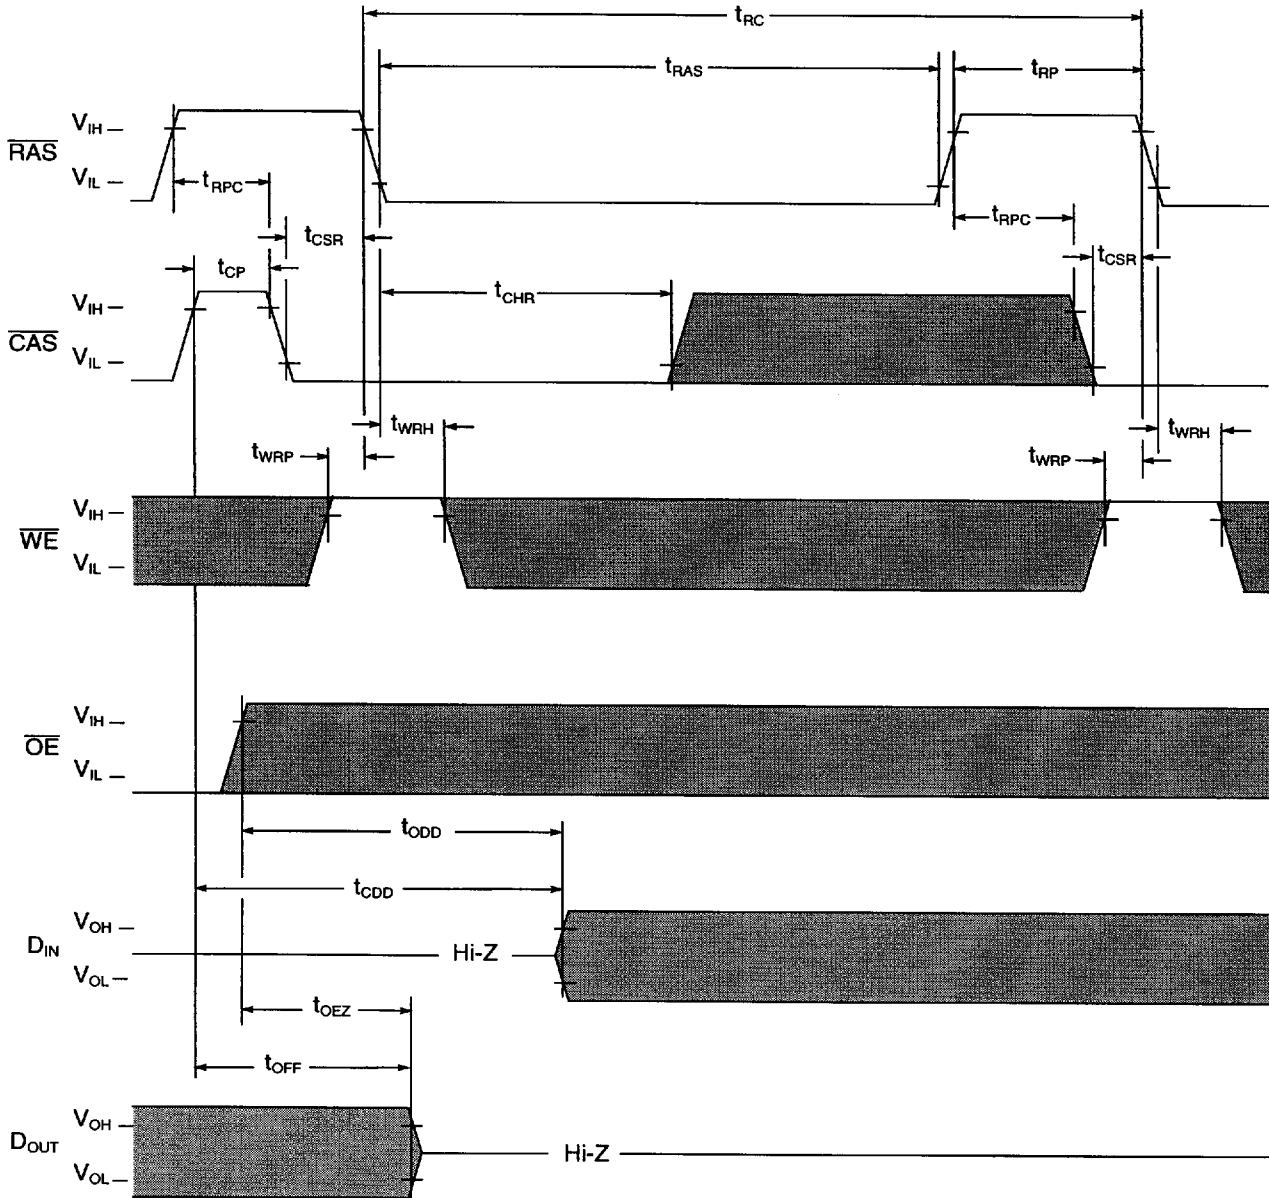 tRC
tRAS
tRP
RAS
VIH
VIL
tRPC
tRPC
tCSR
tCSR
tCP
tCHR
CAS
VIH
VIL
tWRH
tWRH
tWRP
tWRP
WE
VIH
VIL
OE
VIH
VIL
tODD
tCDD
DIN
VOH
VOL
Hi-Z
tOEZ
tOFF
DOUT
VOH
VOL
Hi-Z